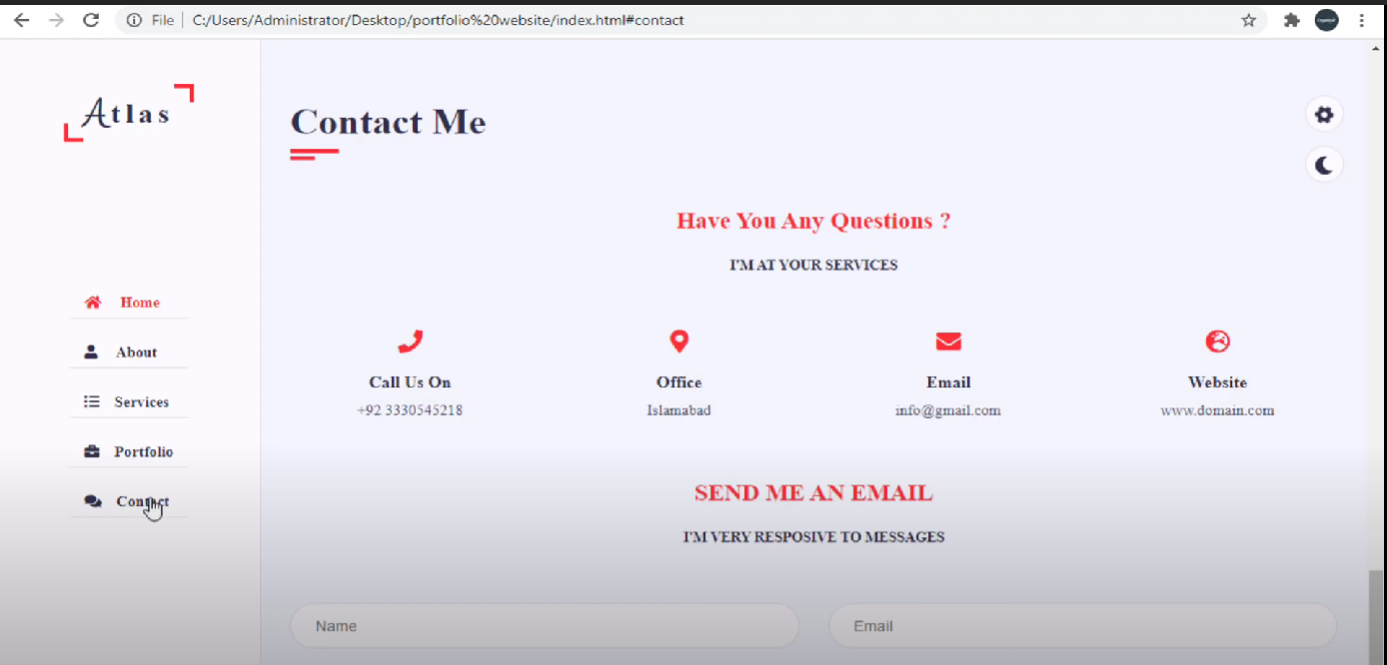 File
C:/Users/Administrator/Desktop/portfolio%20website/index.html#contact
Atlas
Home
About
Services
Portfolio
Contact
Contact Me
Have You Any Questions ?
I'M AT YOUR SERVICES
Call Us On
+92 3330545218
Office
Islamabad
Email
info@gmail.com
Website
www.domain.com
SEND ME AN EMAIL
I'M VERY RESPOSIVE TO MESSAGES
Name
Email